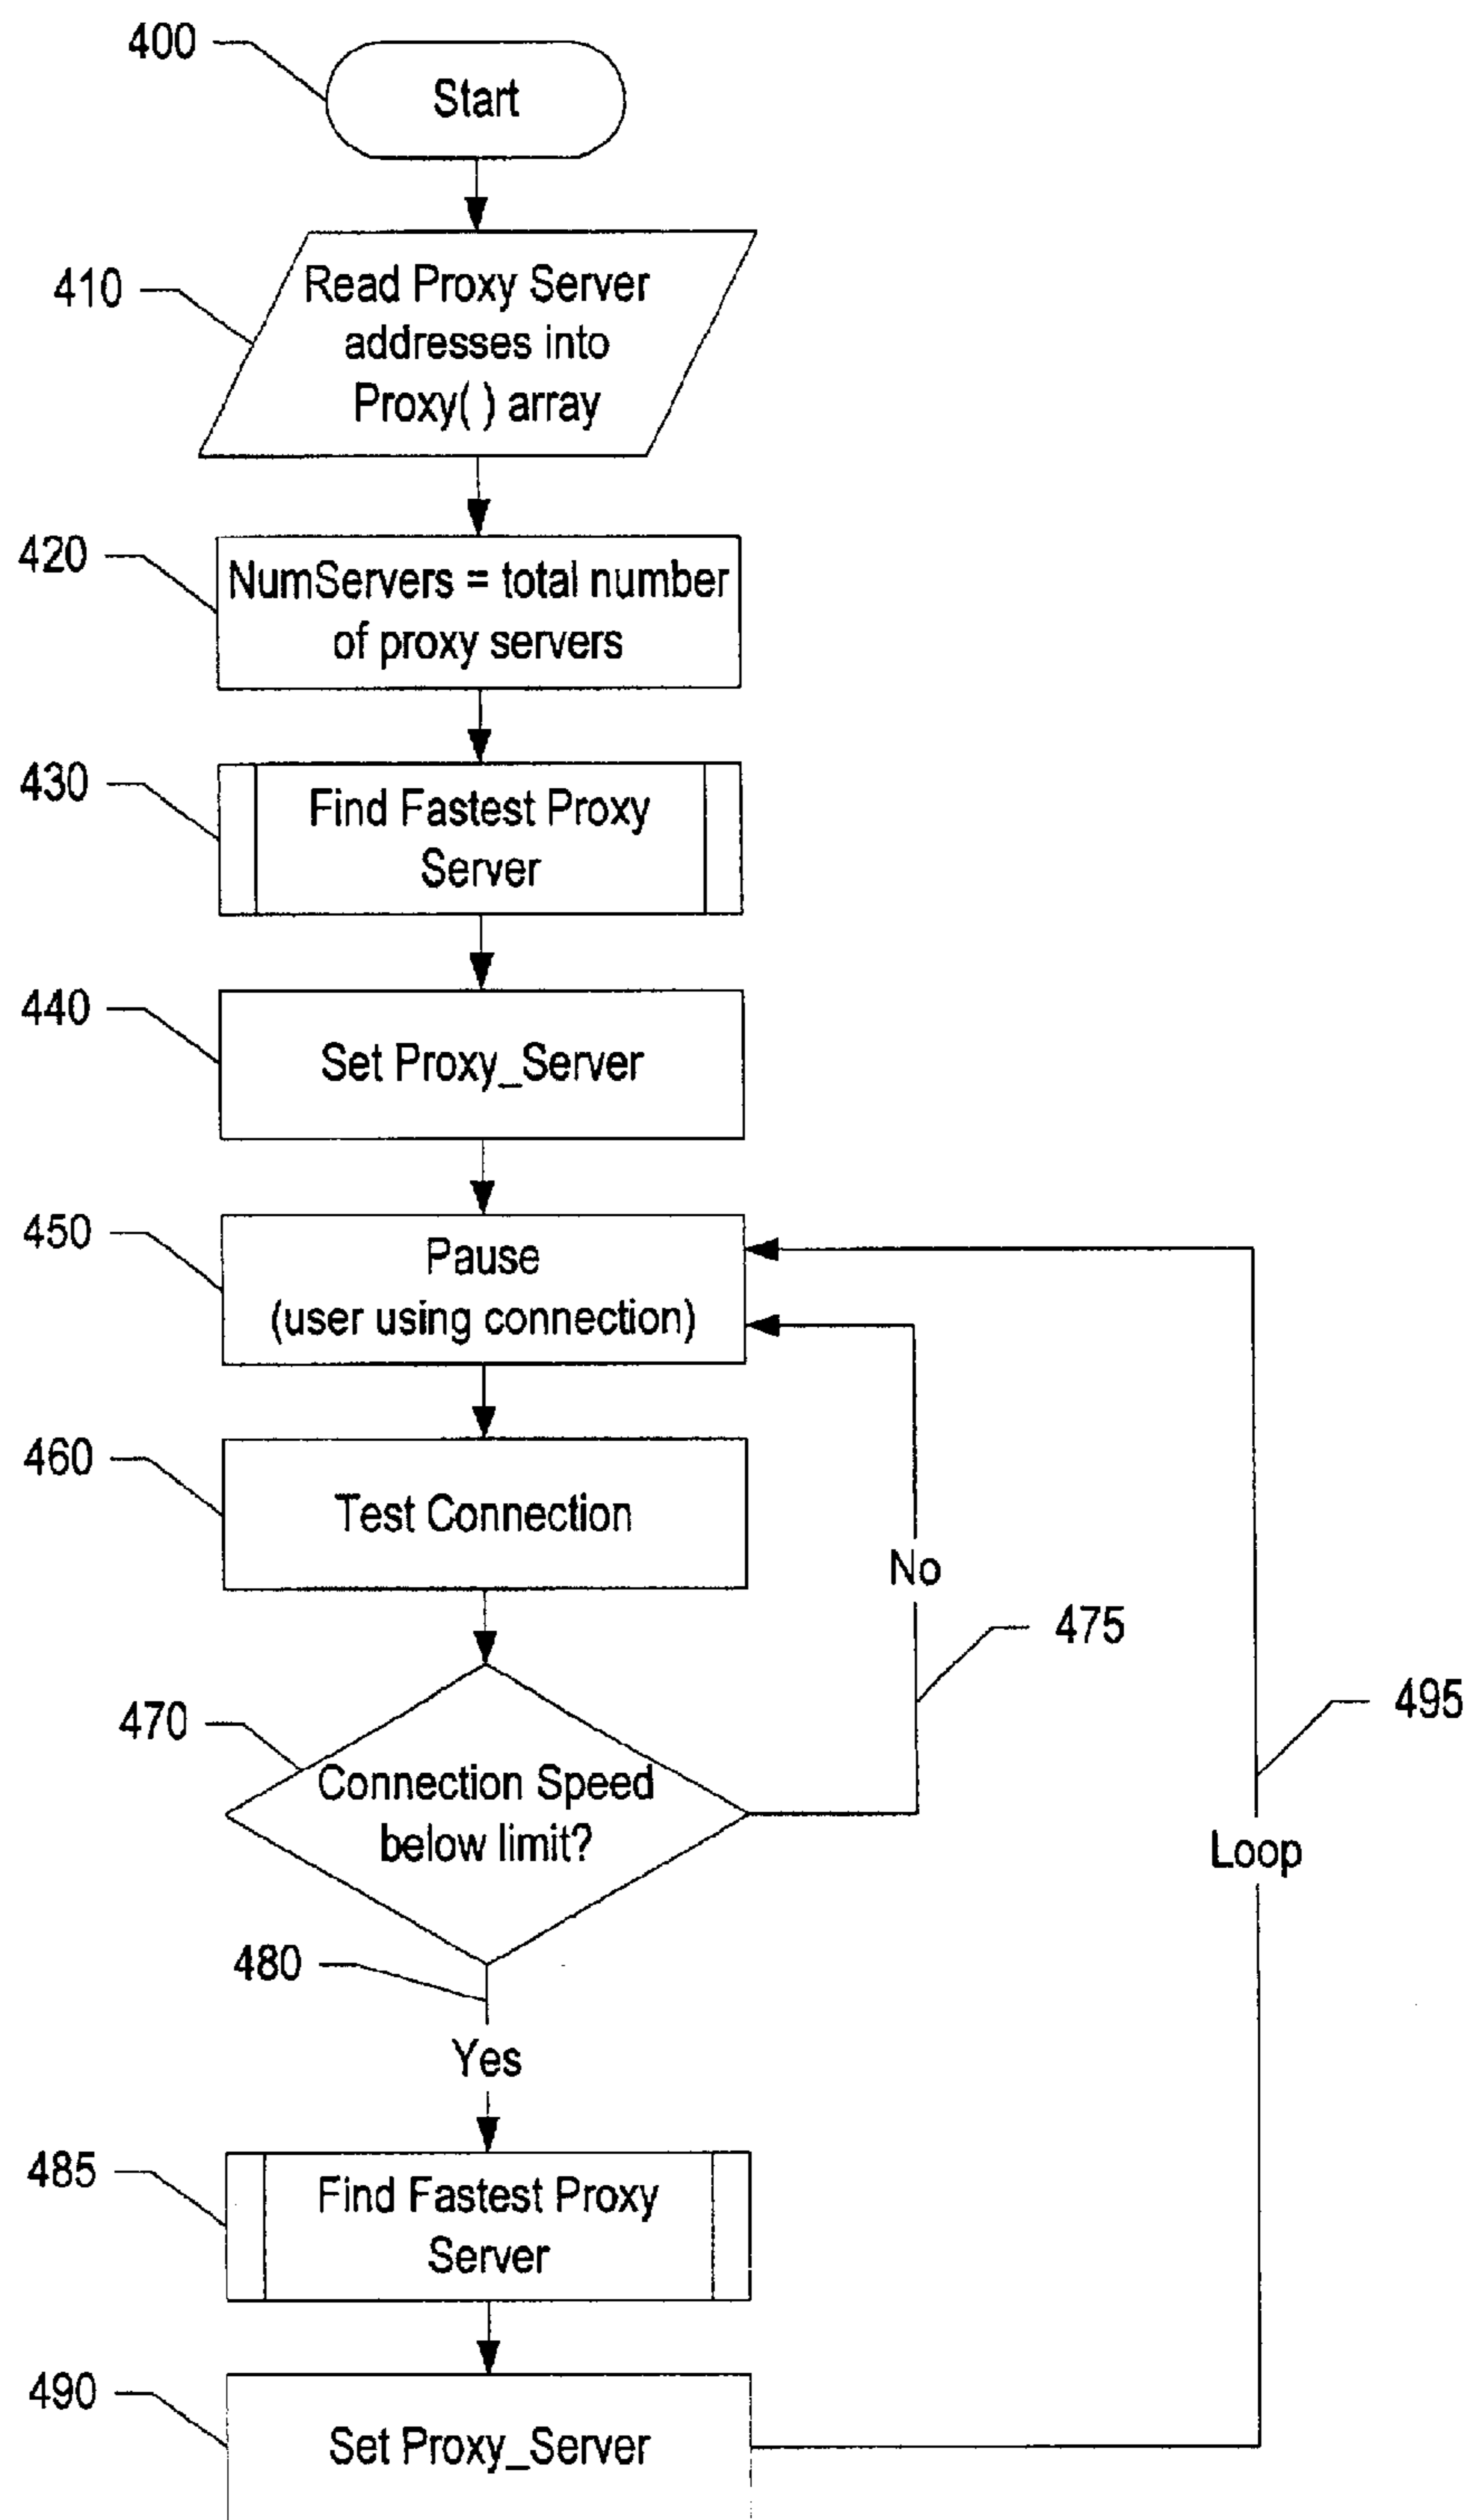 400
Start
410
Read Proxy Server
addresses into
Proxy( ) array
420
NumServers = total number
of proxy servers
430
Find Fastest Proxy
Server
440
Set Proxy_Server
450
Pause
(user using connection)
460
Test Connection
No
475
470
Connection Speed
below limit?
495
Loop
480
Yes
485
Find Fastest Proxy
Server
490
Set Proxy_Server